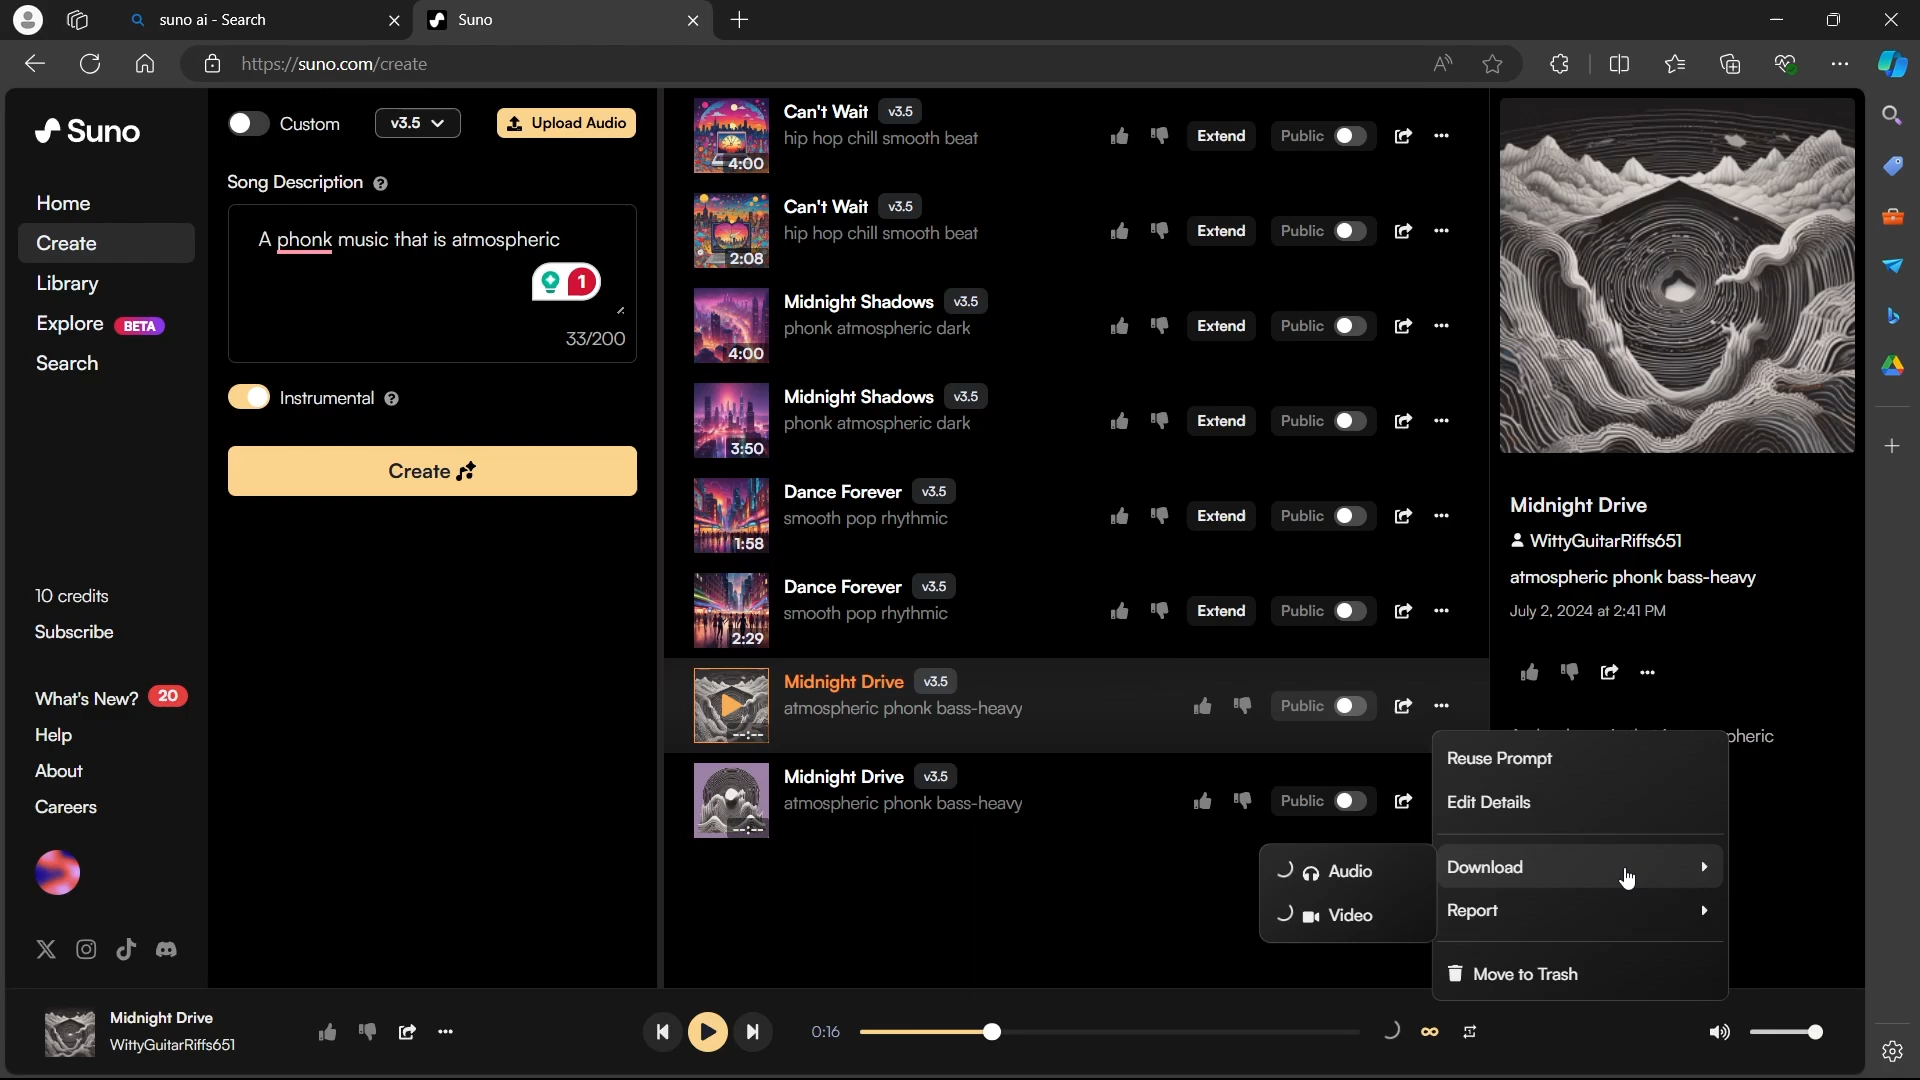 suno ai - Search
Suno
https://suno.com/create
Suno
Home
Create
Library
Explore BETA
Search
10 credits
Subscribe
What's New? 20
Help
About
Careers
Custom
v3.5
Upload Audio
Song Description
A phonk music that is atmospheric
1
33/200
Instrumental
Create
Can't Wait v3.5
hip hop chill smooth beat
4:00
Extend
Public
Can't Wait v3.5
hip hop chill smooth beat
2:08
Extend
Public
Midnight Shadows v3.5
phonk atmospheric dark
4:00
Extend
Public
Midnight Shadows v3.5
phonk atmospheric dark
3:50
Extend
Public
Dance Forever v3.5
smooth pop rhythmic
1:58
Extend
Public
Dance Forever v3.5
smooth pop rhythmic
2:29
Extend
Public
Midnight Drive v3.5
atmospheric phonk bass-heavy
--:--
Public
Midnight Drive v3.5
atmospheric phonk bass-heavy
--:--
Public
Midnight Drive
WittyGuitarRiffs651
atmospheric phonk bass-heavy
July 2, 2024 at 2:41 PM
Reuse Prompt
Edit Details
Download
Report
Move to Trash
Audio
Video
Midnight Drive
WittyGuitarRiffs651
0:16